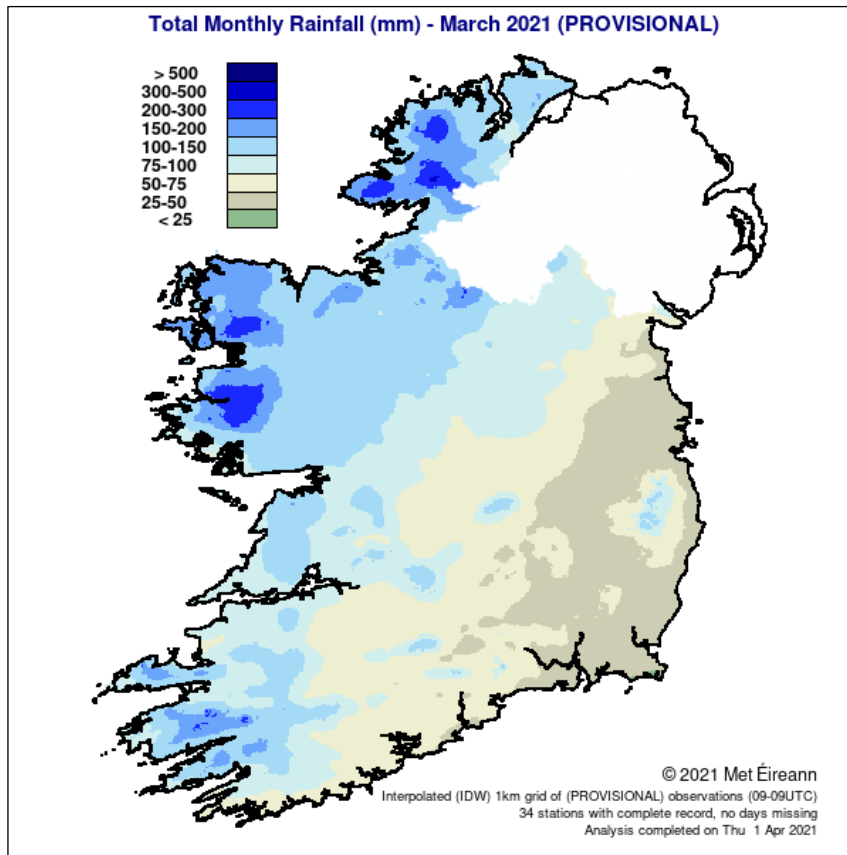 Total Monthly Rainfall (mm) - March 2021 (PROVISIONAL)
> 500
300-500
200-300
150-200
100-150
75-100
50-75
25-50
< 25
© 2021 Met Éireann
Interpolated (IDW) 1km grid of (PROVISIONAL) observations (09-09UTC)
34 stations with complete record, no days missing
Analysis completed on Thu 1 Apr 2021